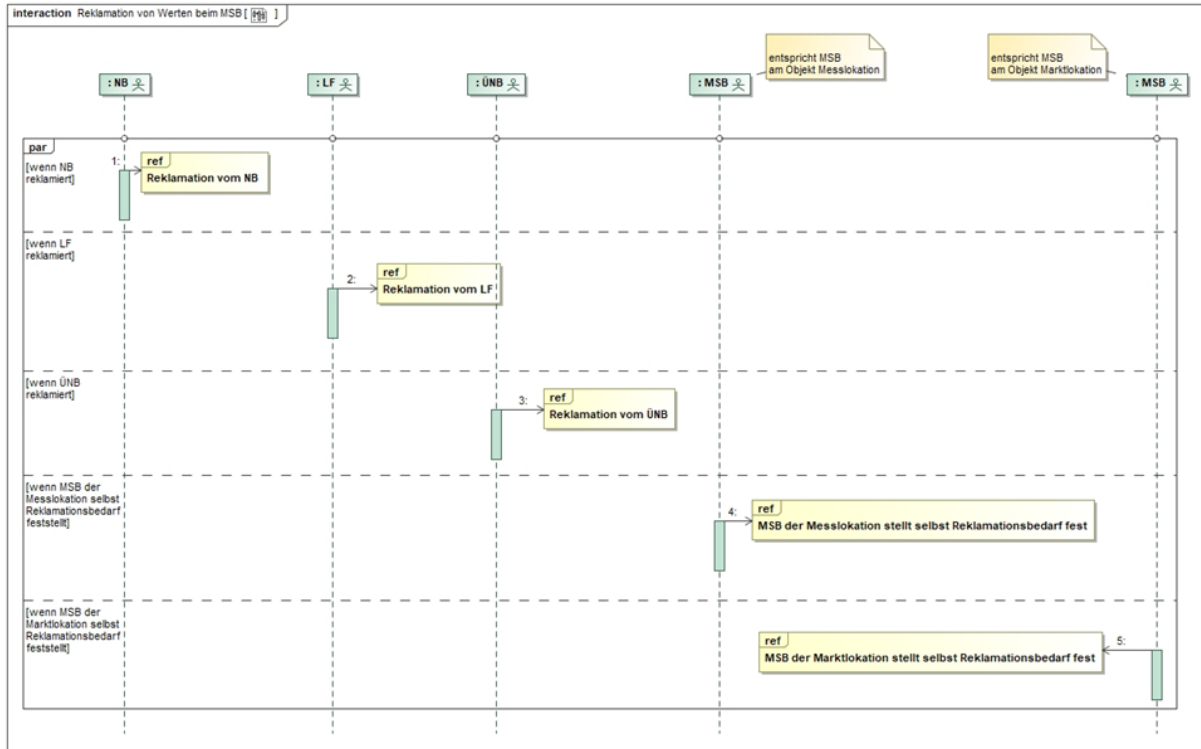 interaction Reklamation von Werten beim MSB [ ]
entspricht MSB
am Objekt Messlokation
entspricht MSB
am Objekt Marktlokation
: NB
: LF
: ÜNB
: MSB
: MSB
par
[wenn NB
reklamiert]
1:
ref
Reklamation vom NB
[wenn LF
reklamiert]
2:
ref
Reklamation vom LF
[wenn ÜNB
reklamiert]
3:
ref
Reklamation vom ÜNB
[wenn MSB der
Messlokation selbst
Reklamationsbedarf
feststellt]
4:
ref
MSB der Messlokation stellt selbst Reklamationsbedarf fest
[wenn MSB der
Marktlokation selbst
Reklamationsbedarf
feststellt]
5:
ref
MSB der Marktlokation stellt selbst Reklamationsbedarf fest